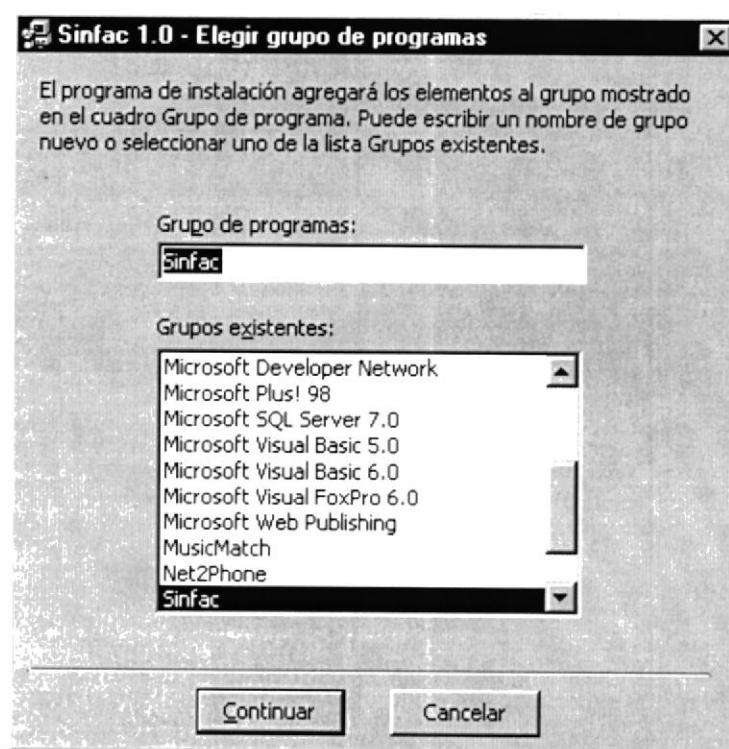 Sinfac 1.0 - Elegir grupo de programas
El programa de instalación agregará los elementos al grupo mostrado
en el cuadro Grupo de programa. Puede escribir un nombre de grupo
nuevo o seleccionar uno de la lista Grupos existentes.
Grupo de programas:
Sinfac
Grupos existentes:
Microsoft Developer Network
Microsoft Plus! 98
Microsoft SQL Server 7.0
Microsoft Visual Basic 5.0
Microsoft Visual Basic 6.0
Microsoft Visual FoxPro 6.0
Microsoft Web Publishing
MusicMatch
Net2Phone
Sinfac
Continuar
Cancelar